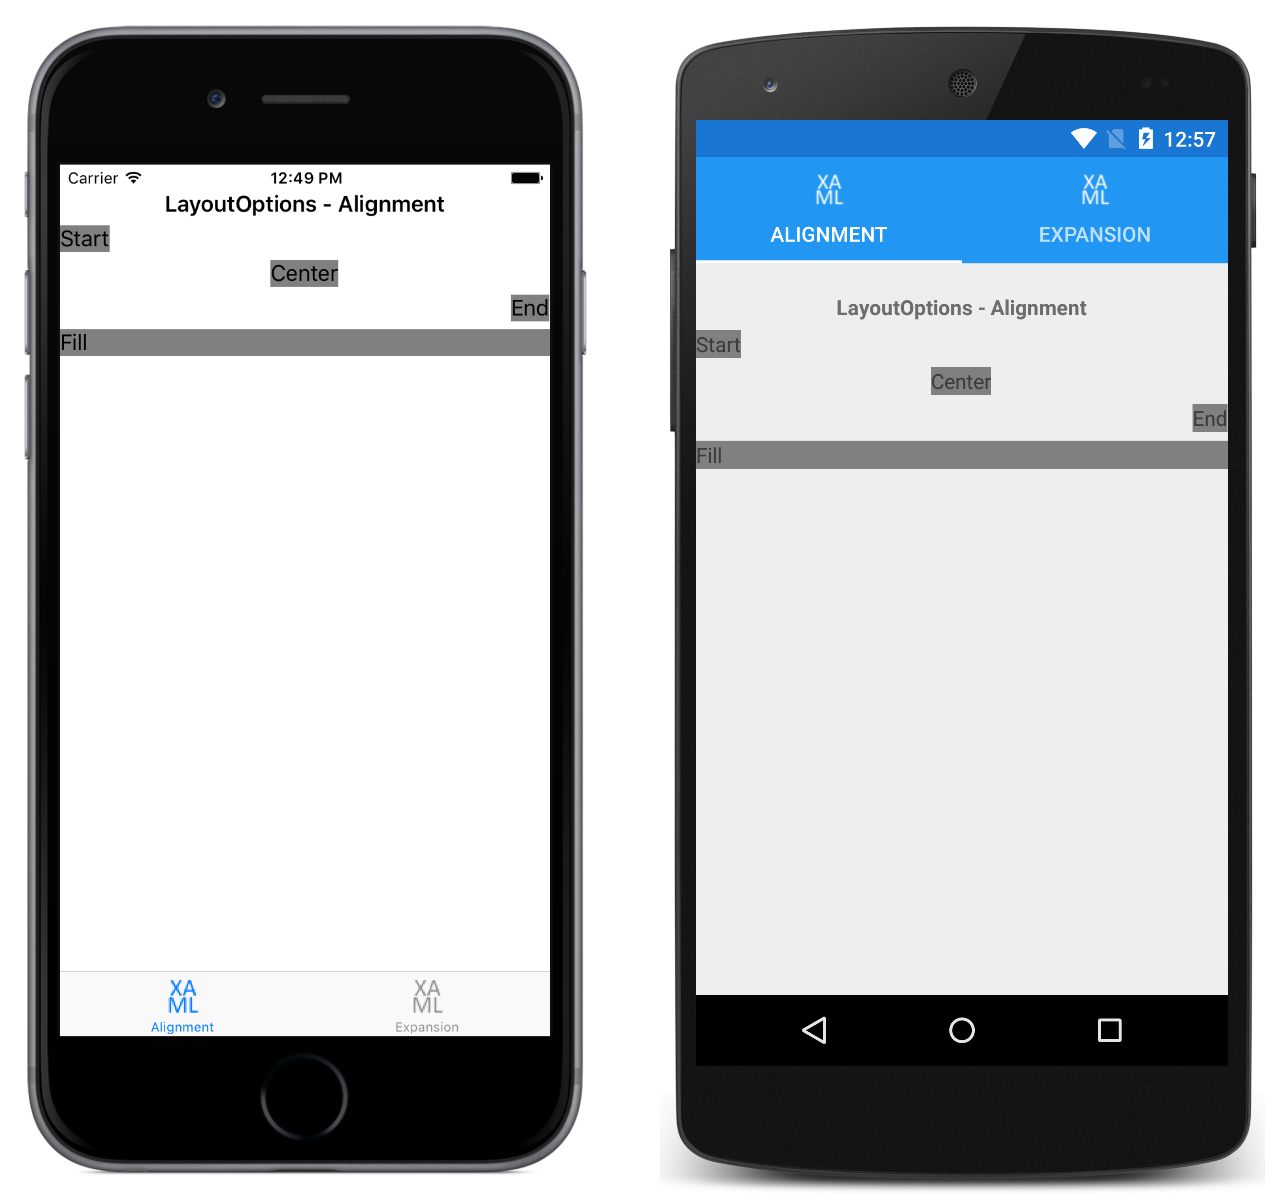 Carrier 12:49 PM
LayoutOptions - Alignment
Start
Center
End
Fill
XA
ML
Alignment
XA
ML
Expansion
12:57
XA
ML
ALIGNMENT
XA
ML
EXPANSION
LayoutOptions - Alignment
Start
Center
End
Fill